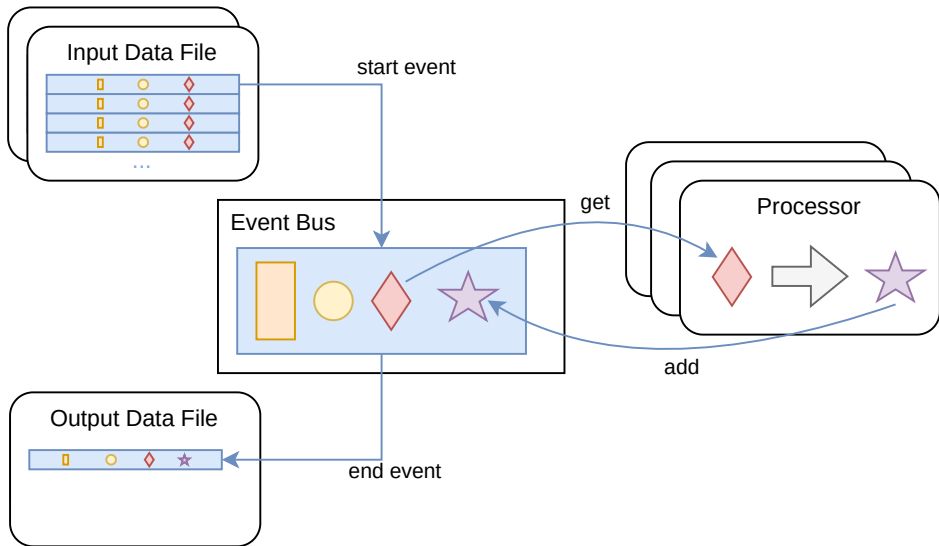 Input Data File
...
start event
Event Bus
get
Processor
add
Output Data File
end event